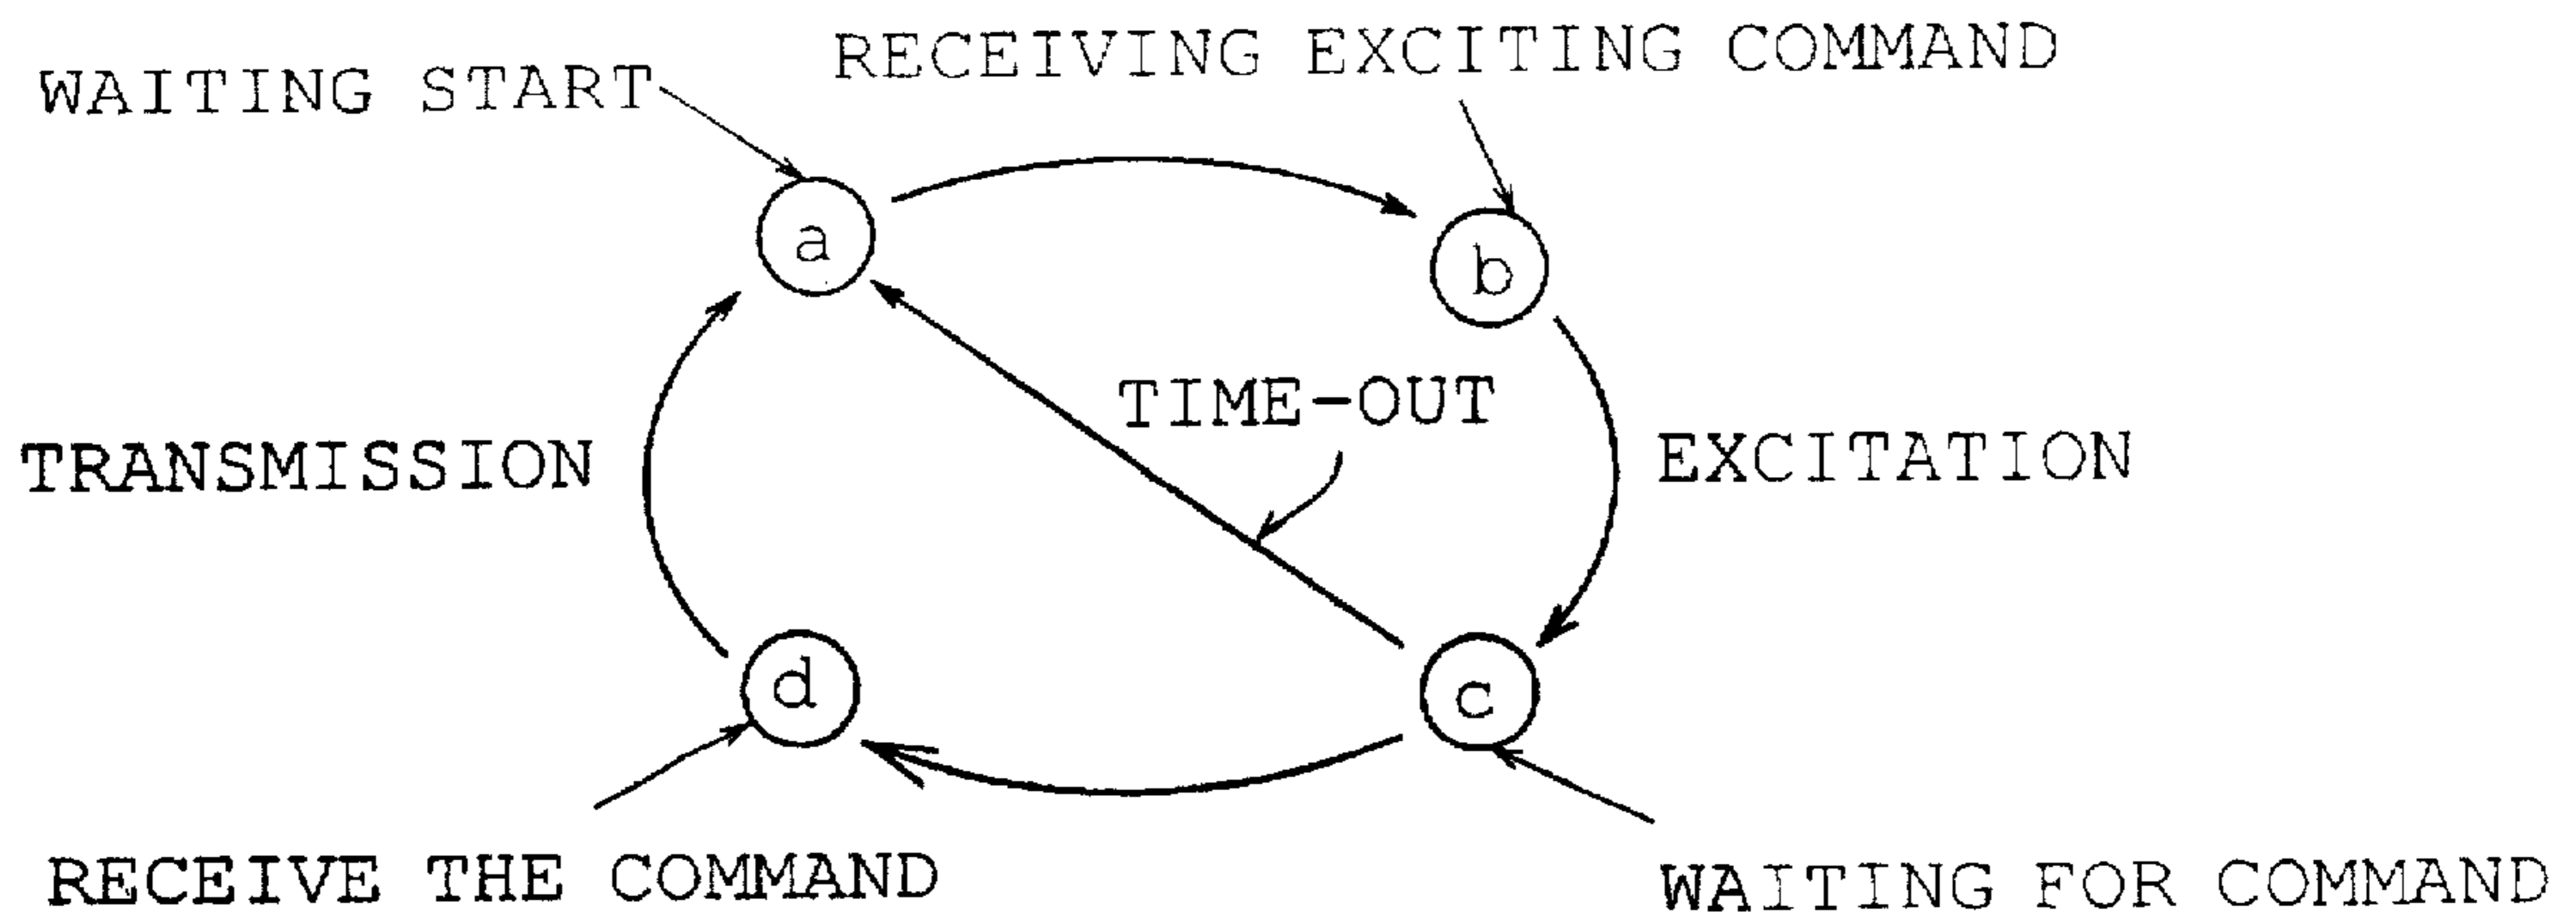 WAITING START
RECEIVING EXCITING COMMAND
a
b
TIME-OUT
TRANSMISSION
EXCITATION
d
c
RECEIVE THE COMMAND
WAITING FOR COMMAND